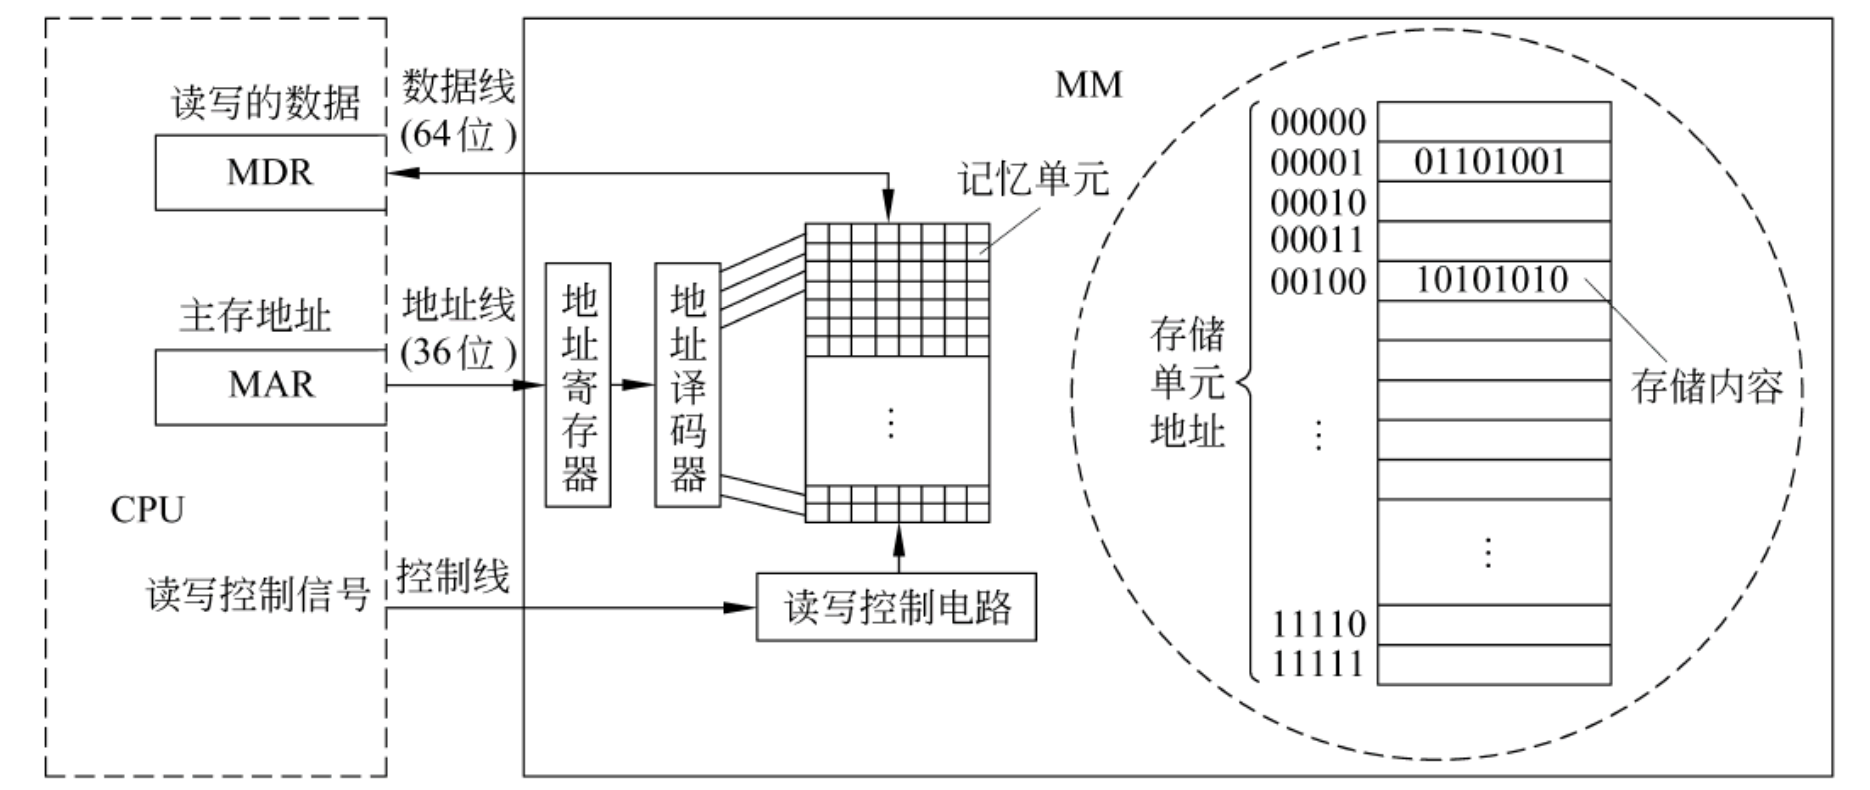 读写的数据
MDR
数据线
(64位)
主存地址
MAR
地址线
(36位)
CPU
读写控制信号
控制线
地址寄存器
地址译码器
记忆单元
⋮
读写控制电路
MM
存储
单元
地址
00000
00001 01101001
00010
00011
00100 10101010
⋮
⋮
11110
11111
存储内容